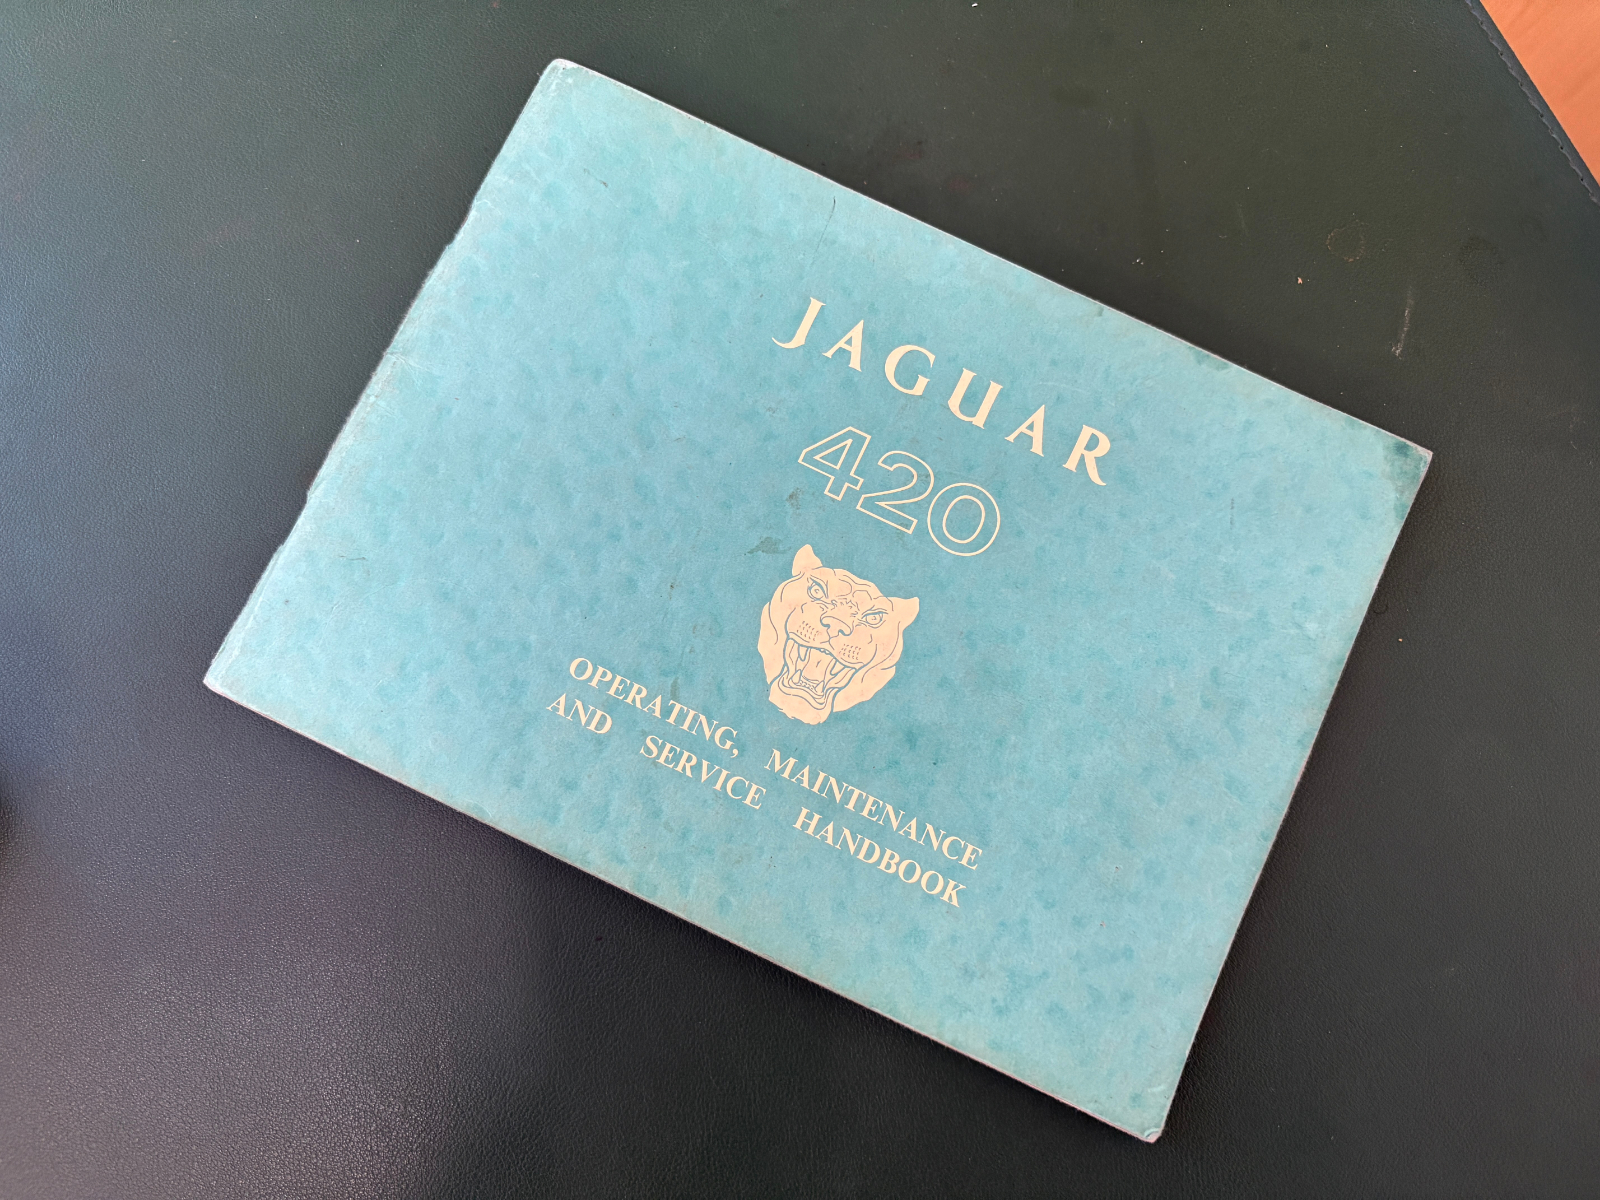 JAGUAR
420
OPERATING, MAINTENANCE
AND SERVICE HANDBOOK